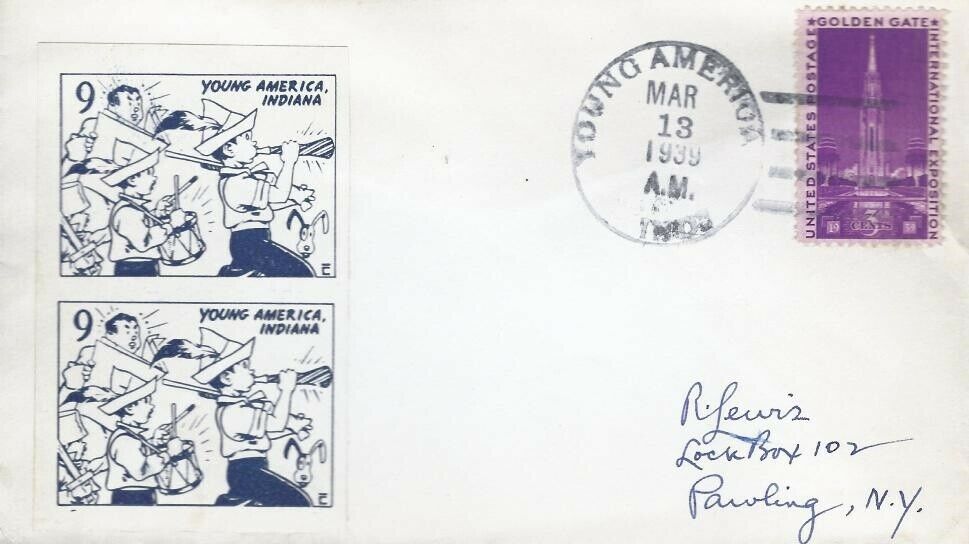 9
YOUNG AMERICA,
INDIANA
9
YOUNG AMERICA,
INDIANA
YOUNG AMERICA
MAR
13
1939
A.M.
IND.
★GOLDEN GATE★
UNITED STATES POSTAGE
INTERNATIONAL EXPOSITION
19 3 39
CENTS
R. Lewis
Lock Box 102
Pawling, N.Y.